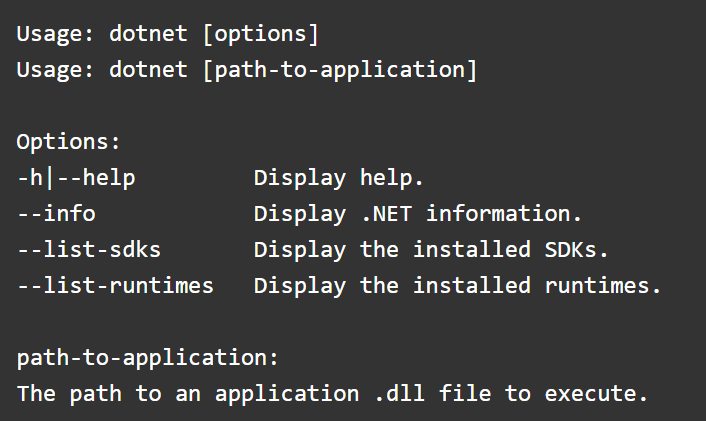 Usage: dotnet [options]
Usage: dotnet [path-to-application]

Options:
-h|--help         Display help.
--info            Display .NET information.
--list-sdks       Display the installed SDKs.
--list-runtimes   Display the installed runtimes.

path-to-application:
The path to an application .dll file to execute.